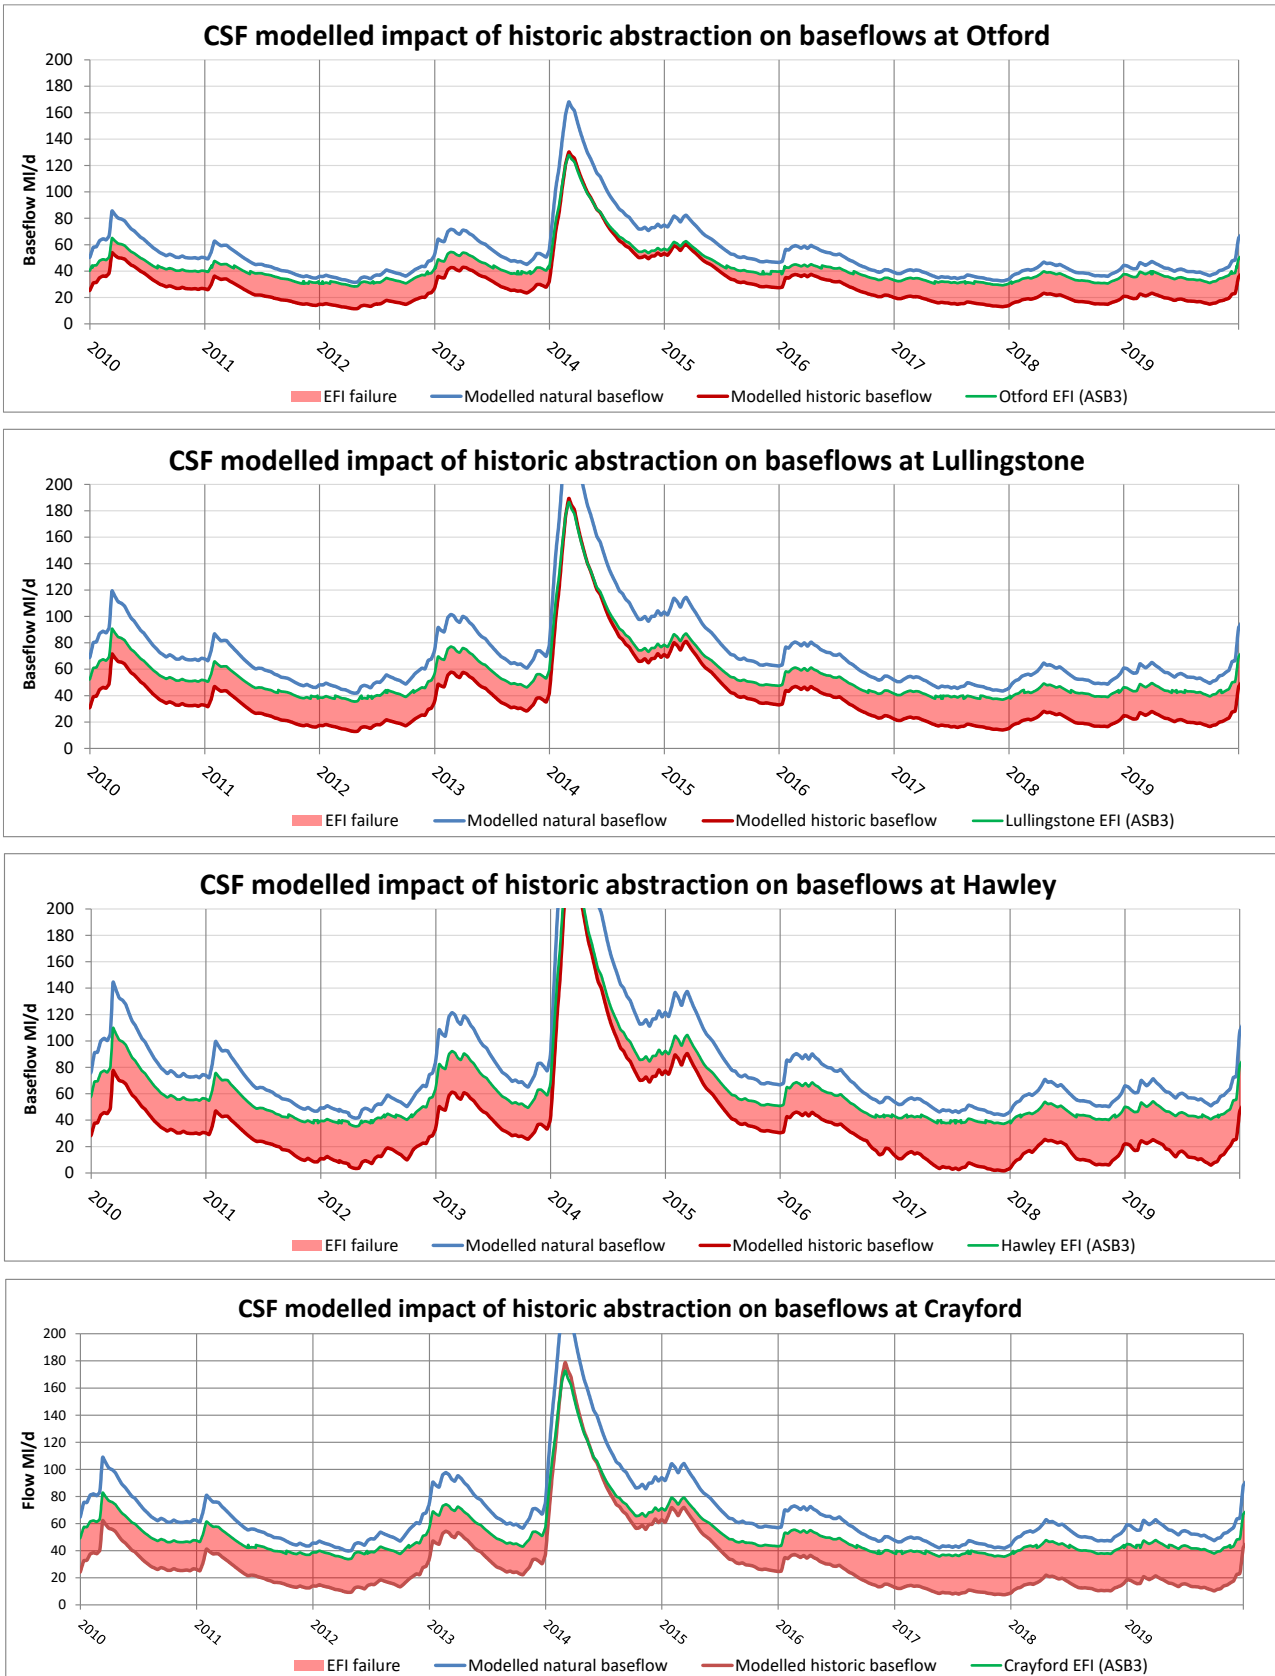 CSF modelled impact of historic abstraction on baseflows at Otford
200
180
160
140
120
100
80
60
40
20
0
Baseflow Ml/d
2010 2011 2012 2013 2014 2015 2016 2017 2018 2019
EFI failure Modelled natural baseflow Modelled historic baseflow Otford EFI (ASB3)
CSF modelled impact of historic abstraction on baseflows at Lullingstone
200
180
160
140
120
100
80
60
40
20
0
Baseflow Ml/d
2010 2011 2012 2013 2014 2015 2016 2017 2018 2019
EFI failure Modelled natural baseflow Modelled historic baseflow Lullingstone EFI (ASB3)
CSF modelled impact of historic abstraction on baseflows at Hawley
200
180
160
140
120
100
80
60
40
20
0
Baseflow Ml/d
2010 2011 2012 2013 2014 2015 2016 2017 2018 2019
EFI failure Modelled natural baseflow Modelled historic baseflow Hawley EFI (ASB3)
CSF modelled impact of historic abstraction on baseflows at Crayford
200
180
160
140
120
100
80
60
40
20
0
Flow Ml/d
2010 2011 2012 2013 2014 2015 2016 2017 2018 2019
EFI failure Modelled natural baseflow Modelled historic baseflow Crayford EFI (ASB3)